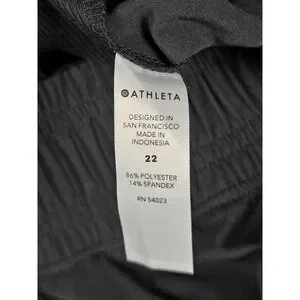 ATHLETA
DESIGNED IN
SAN FRANCISCO
MADE IN
INDONESIA
22
86% POLYESTER
14% SPANDEX
RN 54023